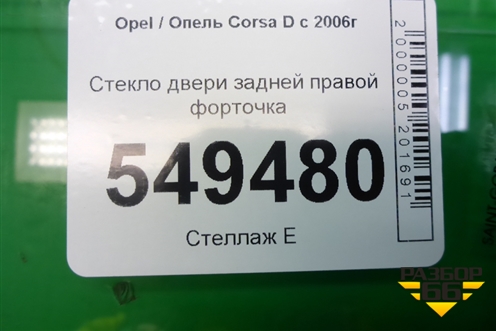 Opel / Опель Corsa D с 2006г
Стекло двери задней правой
форточка
549480
Стеллаж Е
2000005201691
РАЗБОР
66